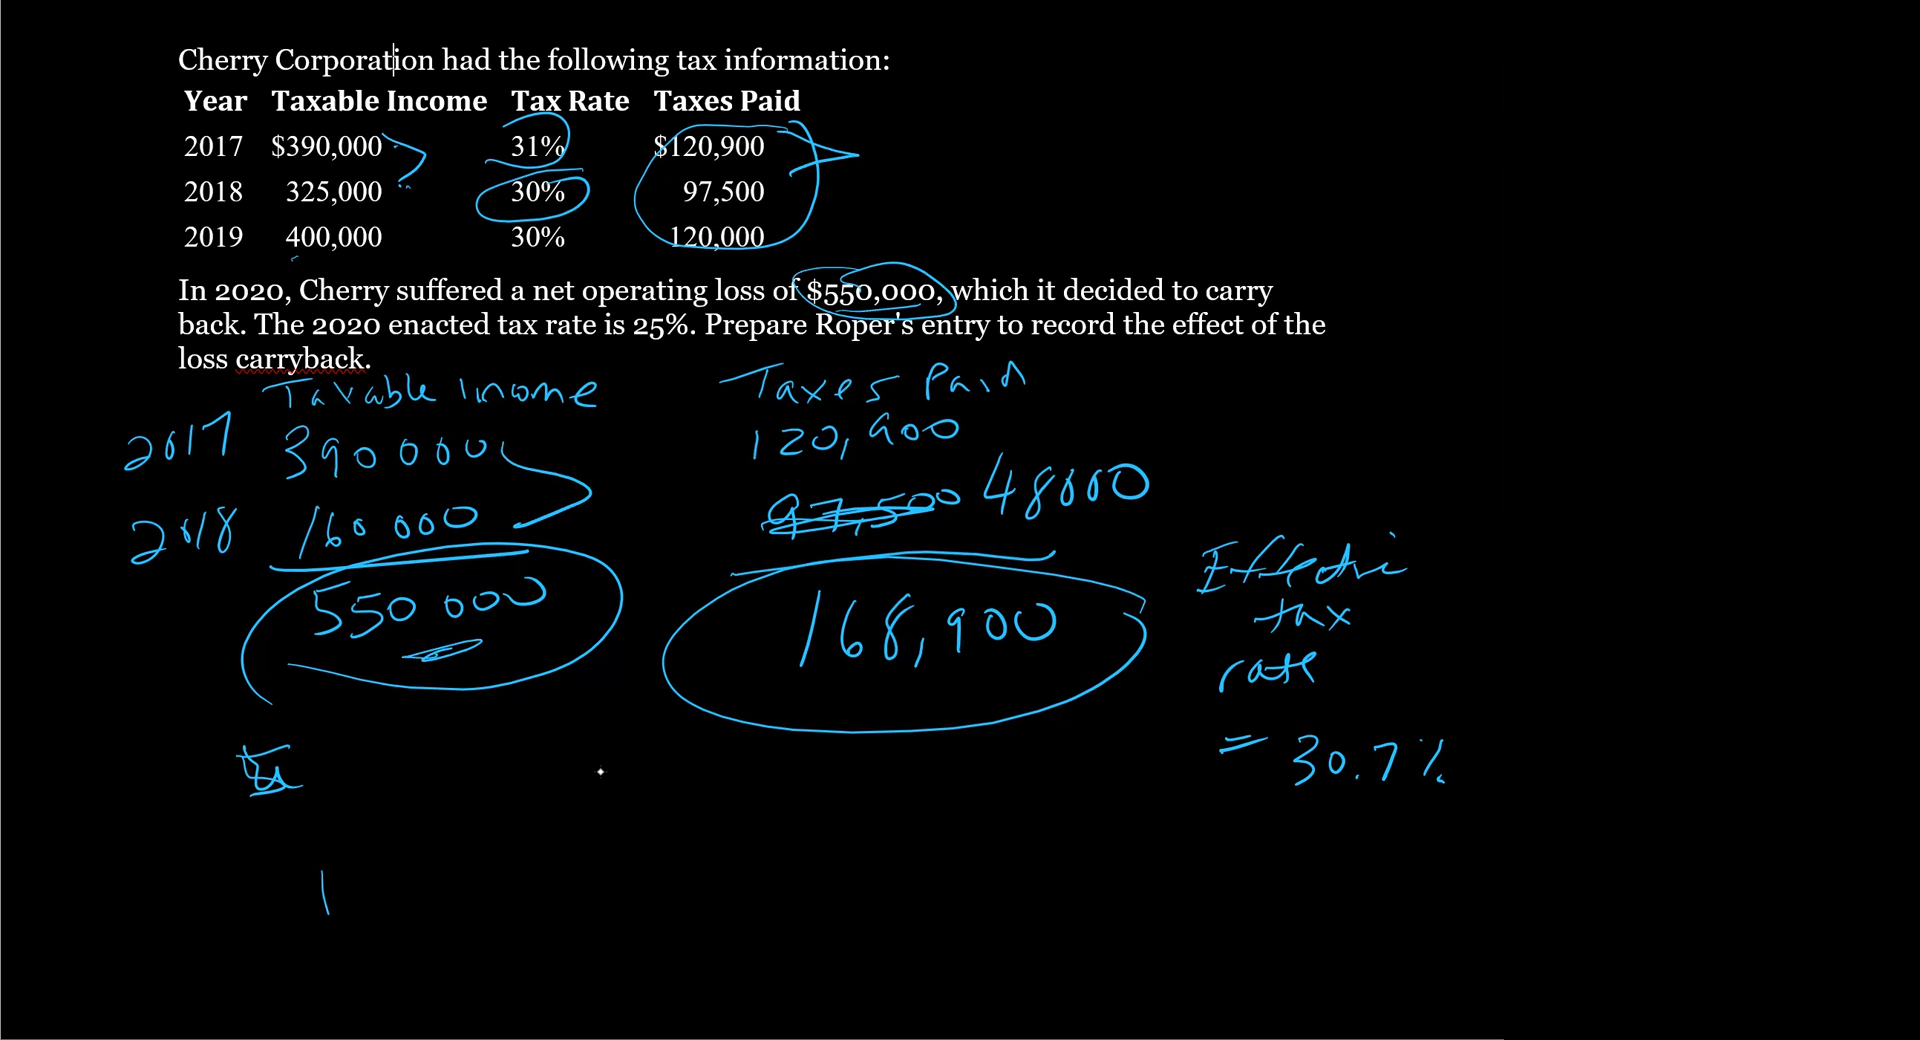 Cherry Corporation had the following tax information:
Year Taxable Income Tax Rate Taxes Paid
2017 $390,000 31% $120,900
2018 325,000 30% 97,500
2019 400,000 30% 120,000
In 2020, Cherry suffered a net operating loss of $550,000, which it decided to carry
back. The 2020 enacted tax rate is 25%. Prepare Roper's entry to record the effect of the
loss carryback.
Taxable Income Taxes Paid
2017 390 000 120,900
2018 160 000 97,500 48000
550 000 168,900
Effective
tax
rate
= 30.7%